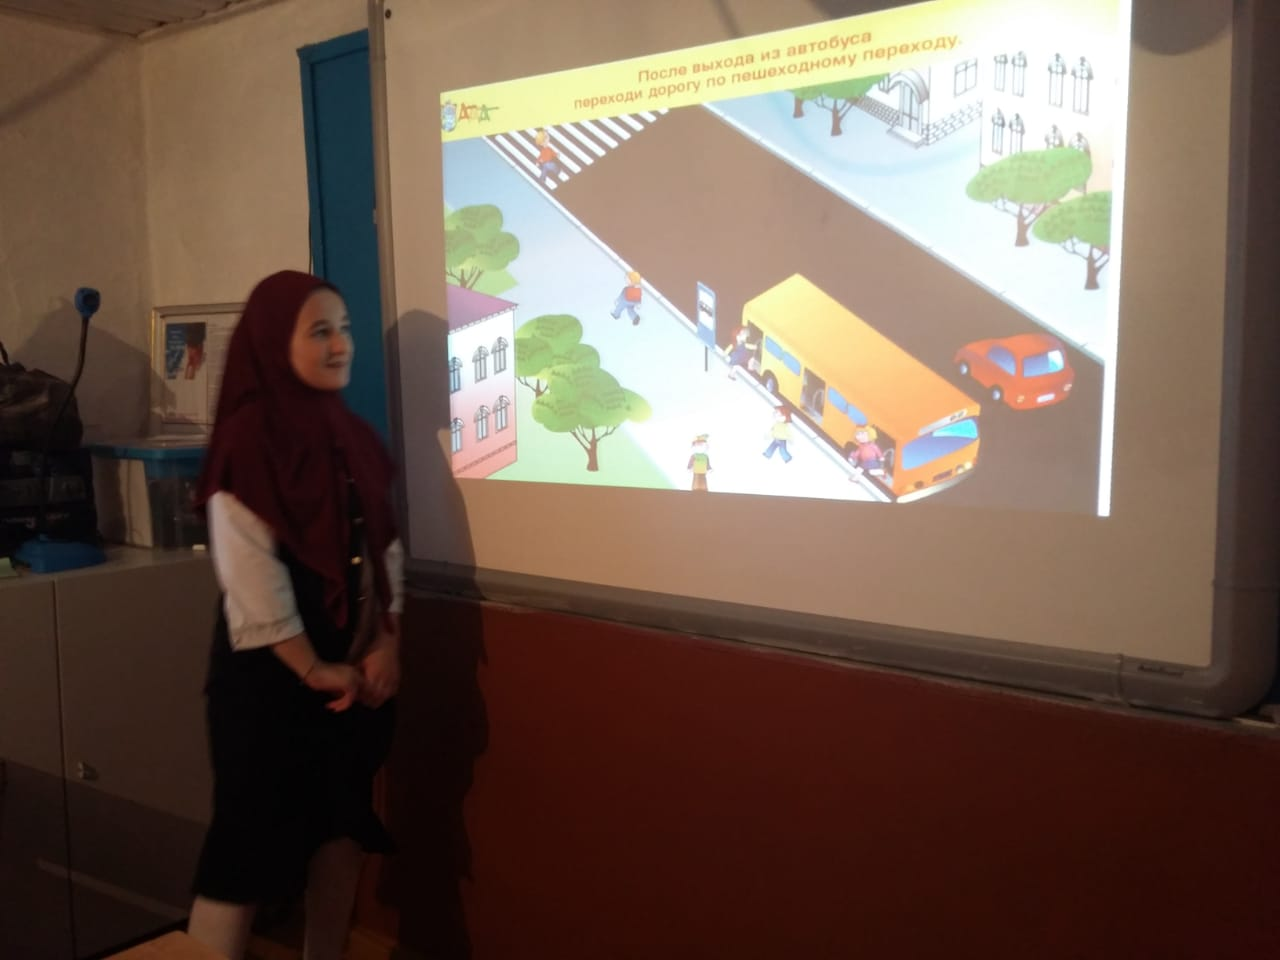 После выхода из автобуса
переходи дорогу по пешеходному переходу.